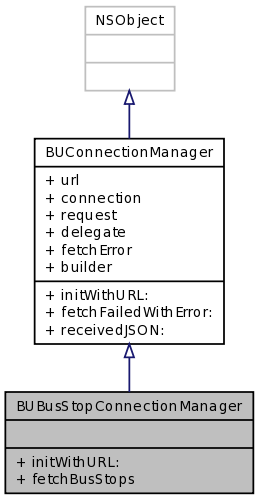 NSObject
BUConnectionManager
+ url
+ connection
+ request
+ delegate
+ fetchError
+ builder
+ initWithURL:
+ fetchFailedWithError:
+ receivedJSON:
BUBusStopConnectionManager
+ initWithURL:
+ fetchBusStops